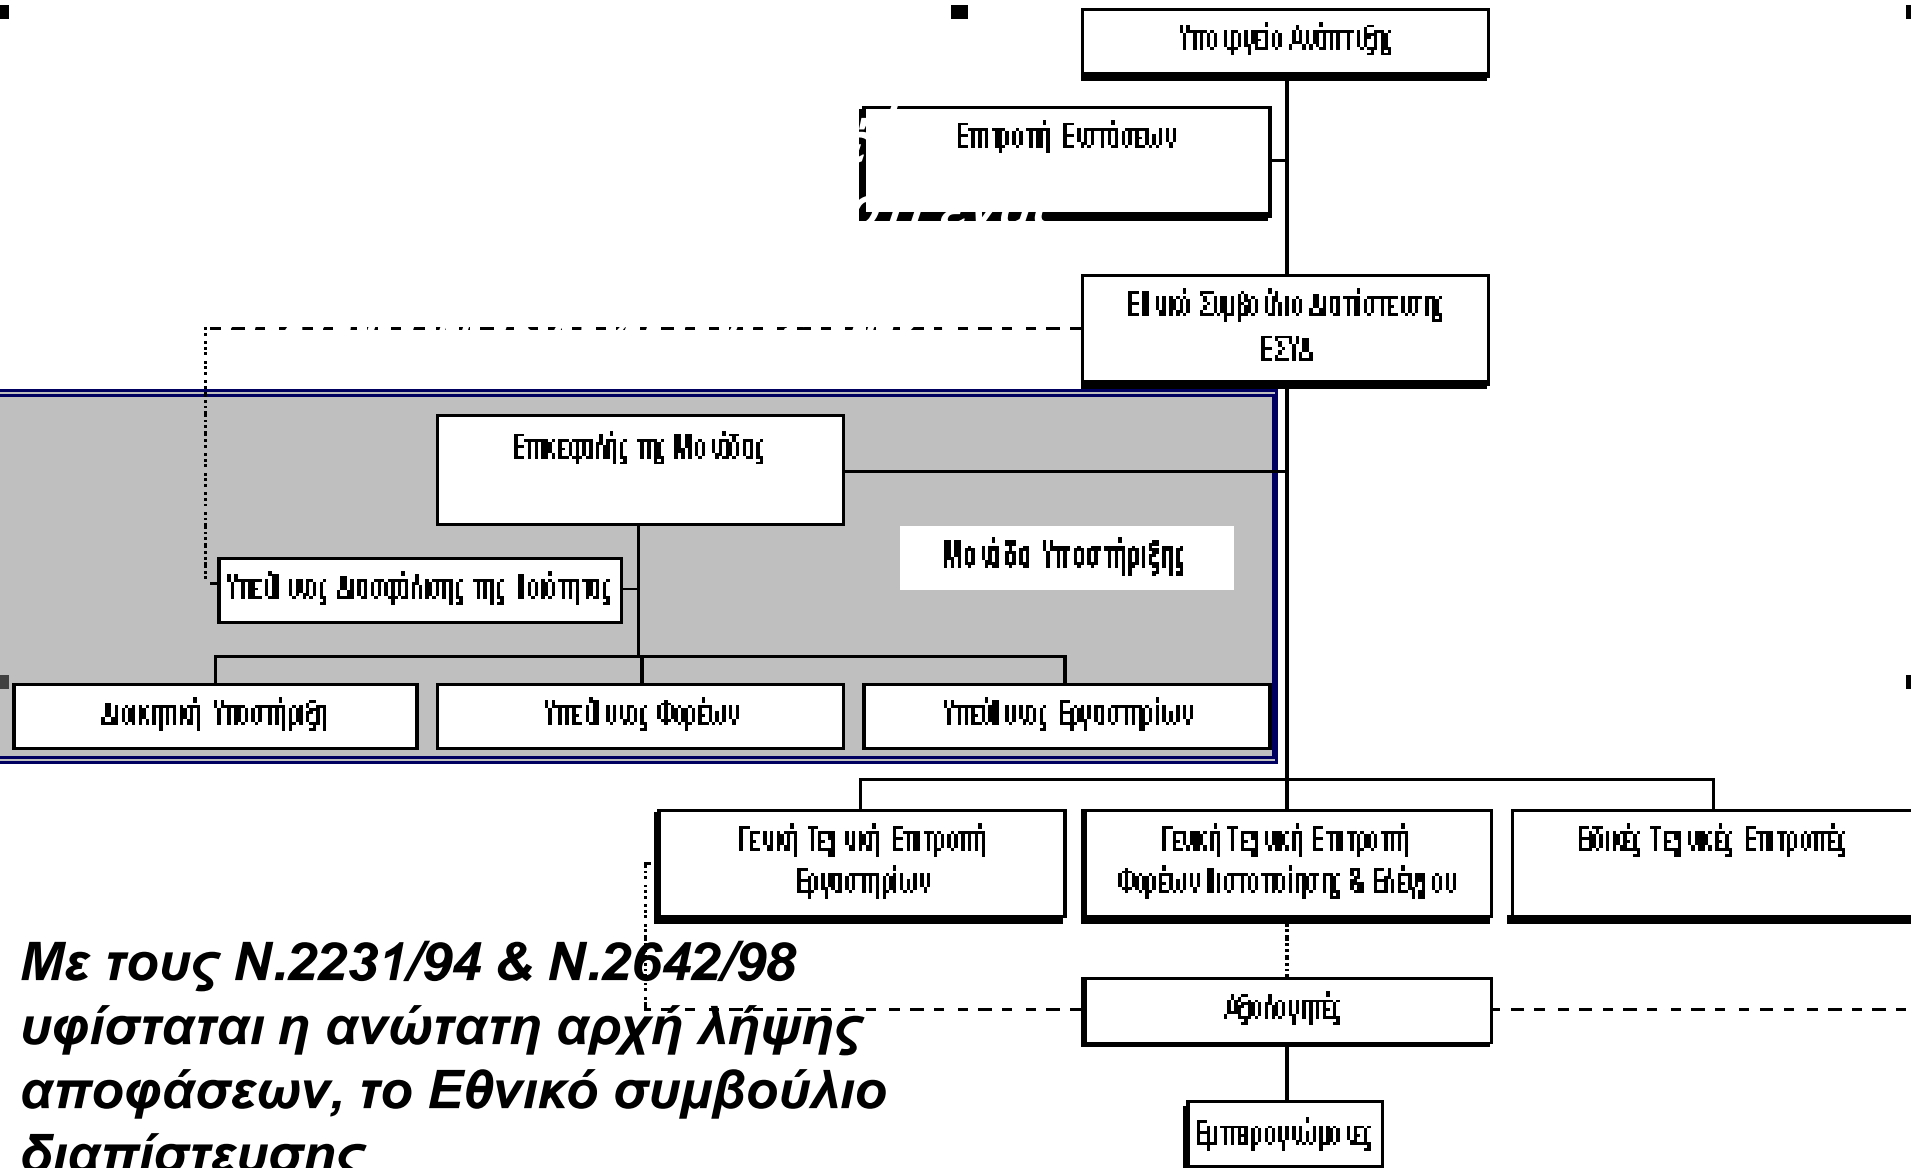 Υπουργείο Ανάπτυξης
Επιτροπή Ενστάσεων
Εθνικό Συμβούλιο Διαπίστευσης
ΕΣΥΔ
Επικεφαλής της Μονάδας
Μονάδα Υποστήριξης
Υπεύθυνος Διασφάλισης της Ποιότητας
Διοικητική Υποστήριξη
Υπεύθυνος Φορέων
Υπεύθυνος Εργαστηρίων
Γενική Τεχνική Επιτροπή
Εργαστηρίων
Γενική Τεχνική Επιτροπή
Φορέων Πιστοποίησης & Ελέγχου
Ειδικές Τεχνικές Επιτροπές
Αξιολογητές
Εμπειρογνώμονες
Με τους Ν.2231/94 & Ν.2642/98
υφίσταται η ανώτατη αρχή λήψης
αποφάσεων, το Εθνικό συμβούλιο
διαπίστευσης